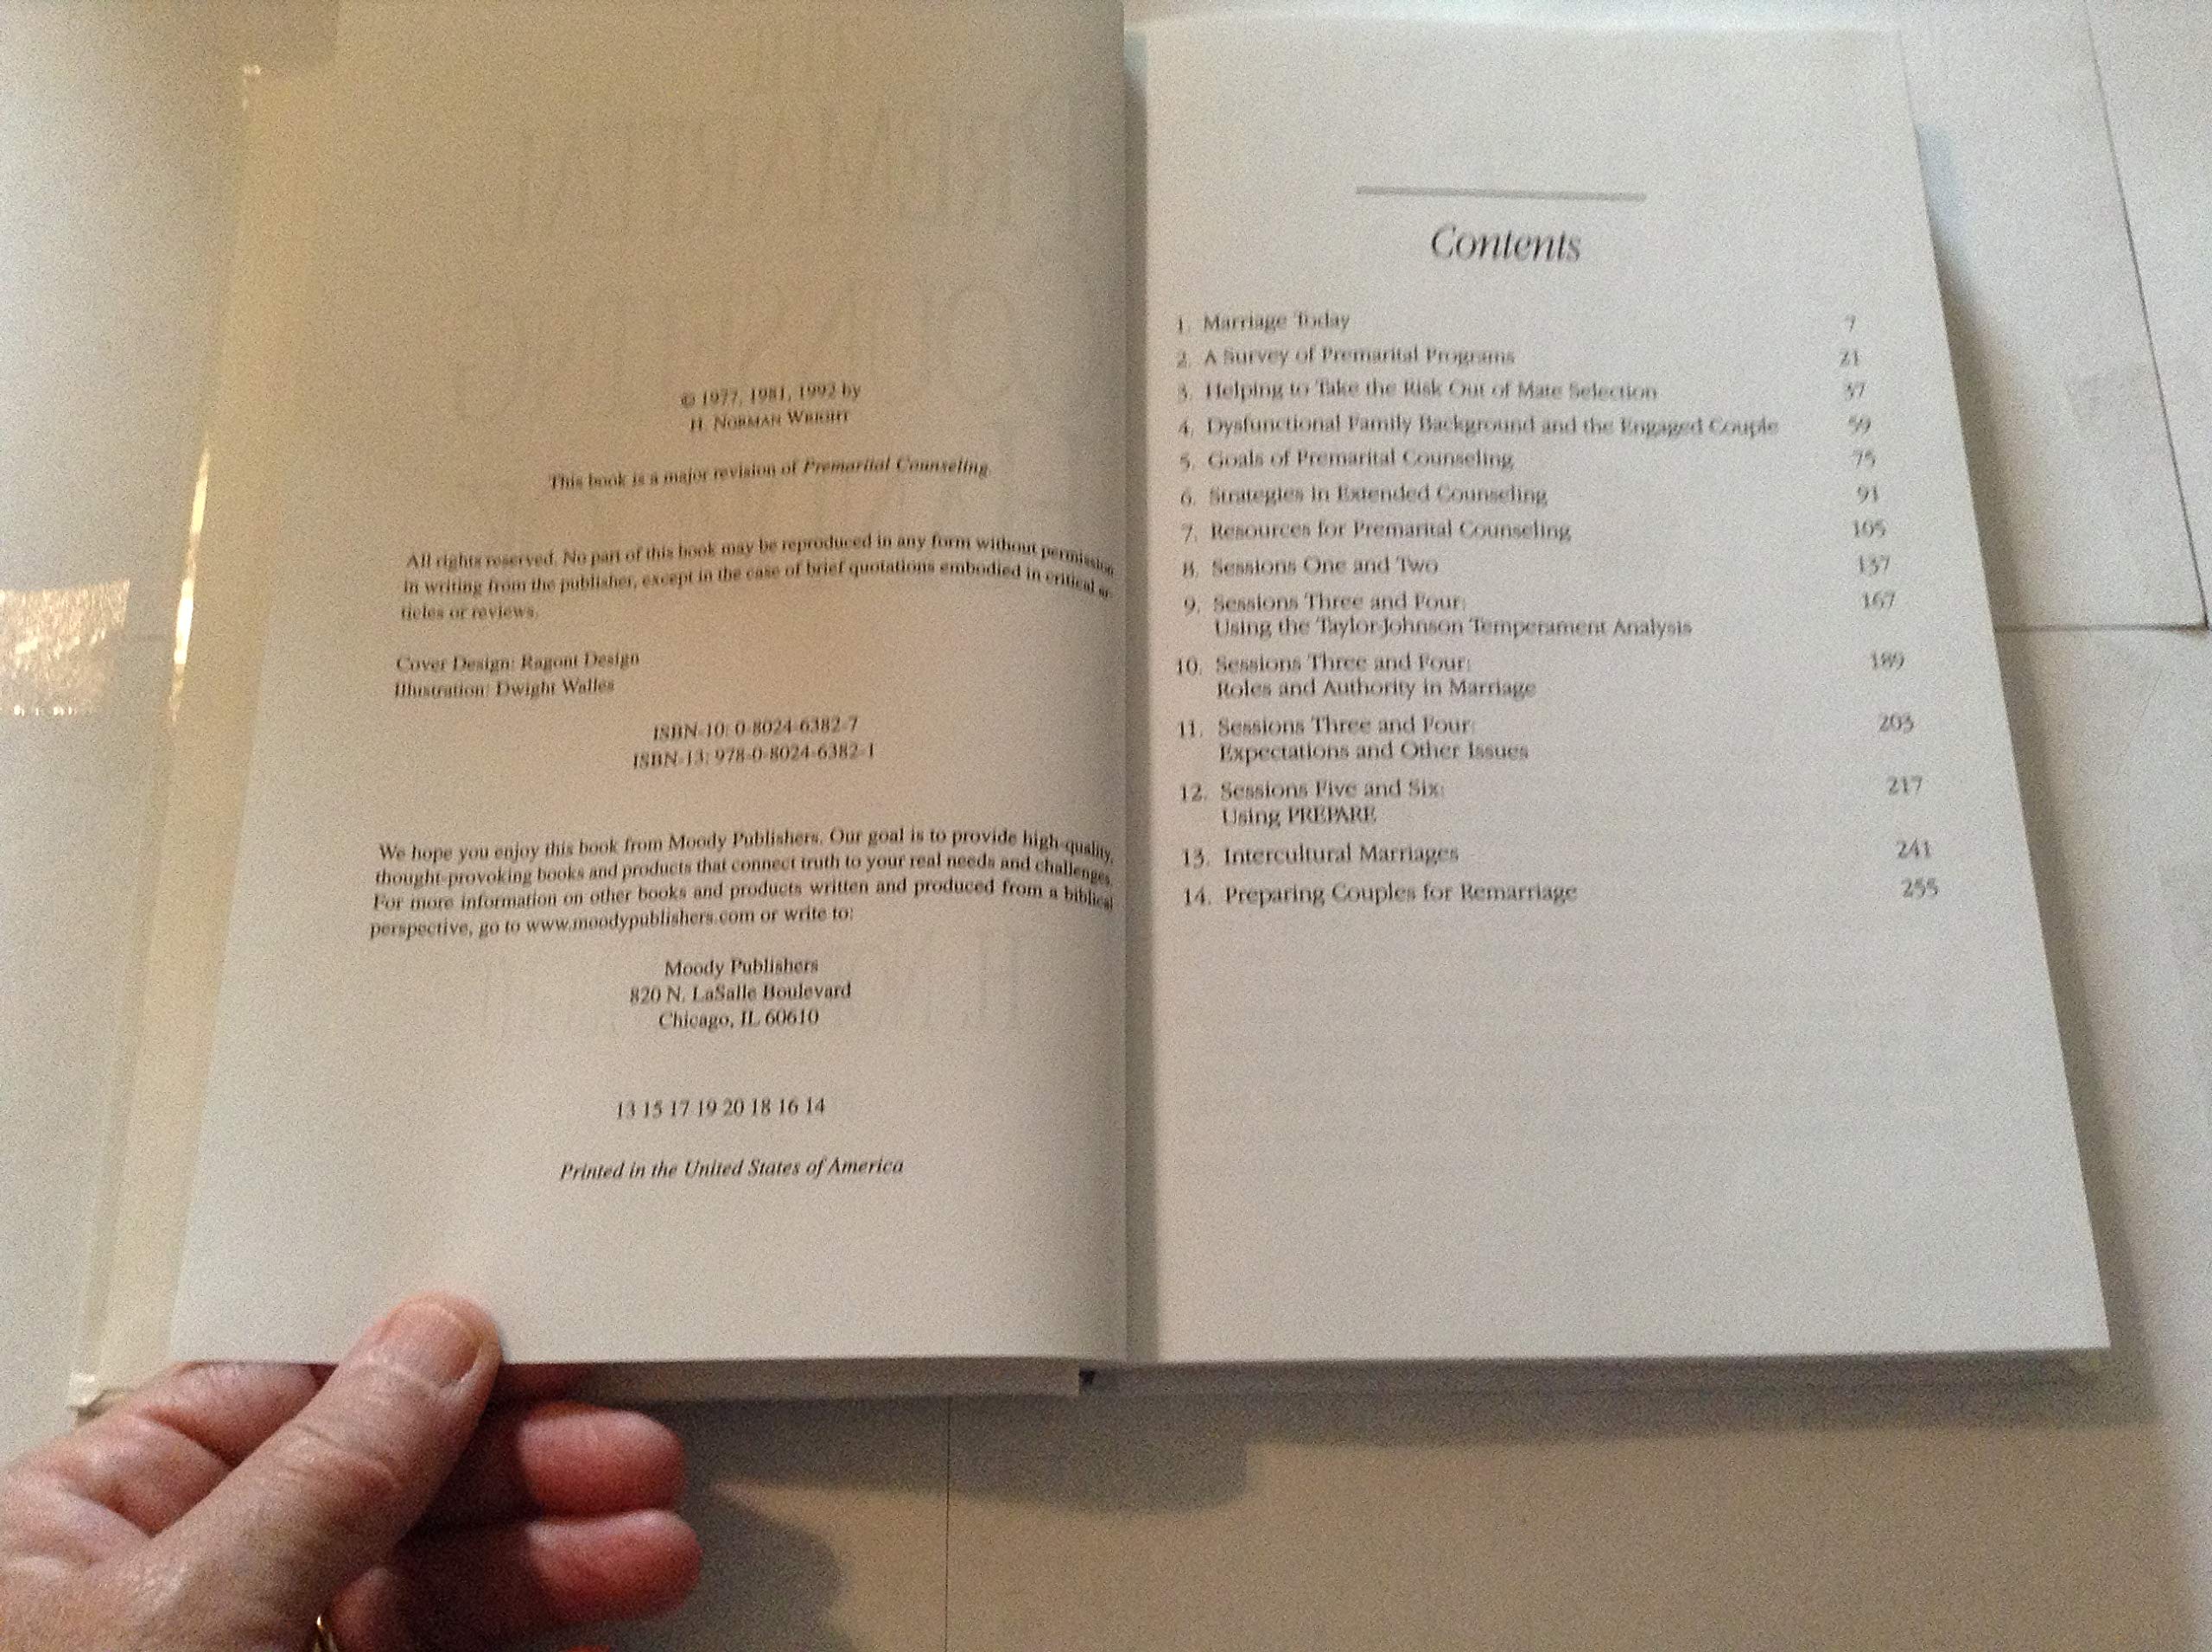 © 1977, 1981, 1992 by
H. NORMAN WRIGHT
This book is a major revision of Premarital Counseling.
All rights reserved. No part of this book may be reproduced in any form without permission
in writing from the publisher, except in the case of brief quotations embodied in critical ar-
ticles or reviews.
Cover Design: Ragont Design
Illustration: Dwight Walles
ISBN-10: 0-8024-6382-7
ISBN-13: 978-0-8024-6382-1
We hope you enjoy this book from Moody Publishers. Our goal is to provide high-quality,
thought-provoking books and products that connect truth to your real needs and challenges.
For more information on other books and products written and produced from a biblical
perspective, go to www.moodypublishers.com or write to:
Moody Publishers
820 N. LaSalle Boulevard
Chicago, IL 60610
13 15 17 19 20 18 16 14
Printed in the United States of America
Contents
1. Marriage Today 7
2. A Survey of Premarital Programs 21
3. Helping to Take the Risk Out of Mate Selection 37
4. Dysfunctional Family Background and the Engaged Couple 59
5. Goals of Premarital Counseling 75
6. Strategies in Extended Counseling 91
7. Resources for Premarital Counseling 105
8. Sessions One and Two 137
9. Sessions Three and Four: 167
Using the Taylor-Johnson Temperament Analysis
10. Sessions Three and Four: 189
Roles and Authority in Marriage
11. Sessions Three and Four: 203
Expectations and Other Issues
12. Sessions Five and Six: 217
Using PREPARE
13. Intercultural Marriages 241
14. Preparing Couples for Remarriage 255